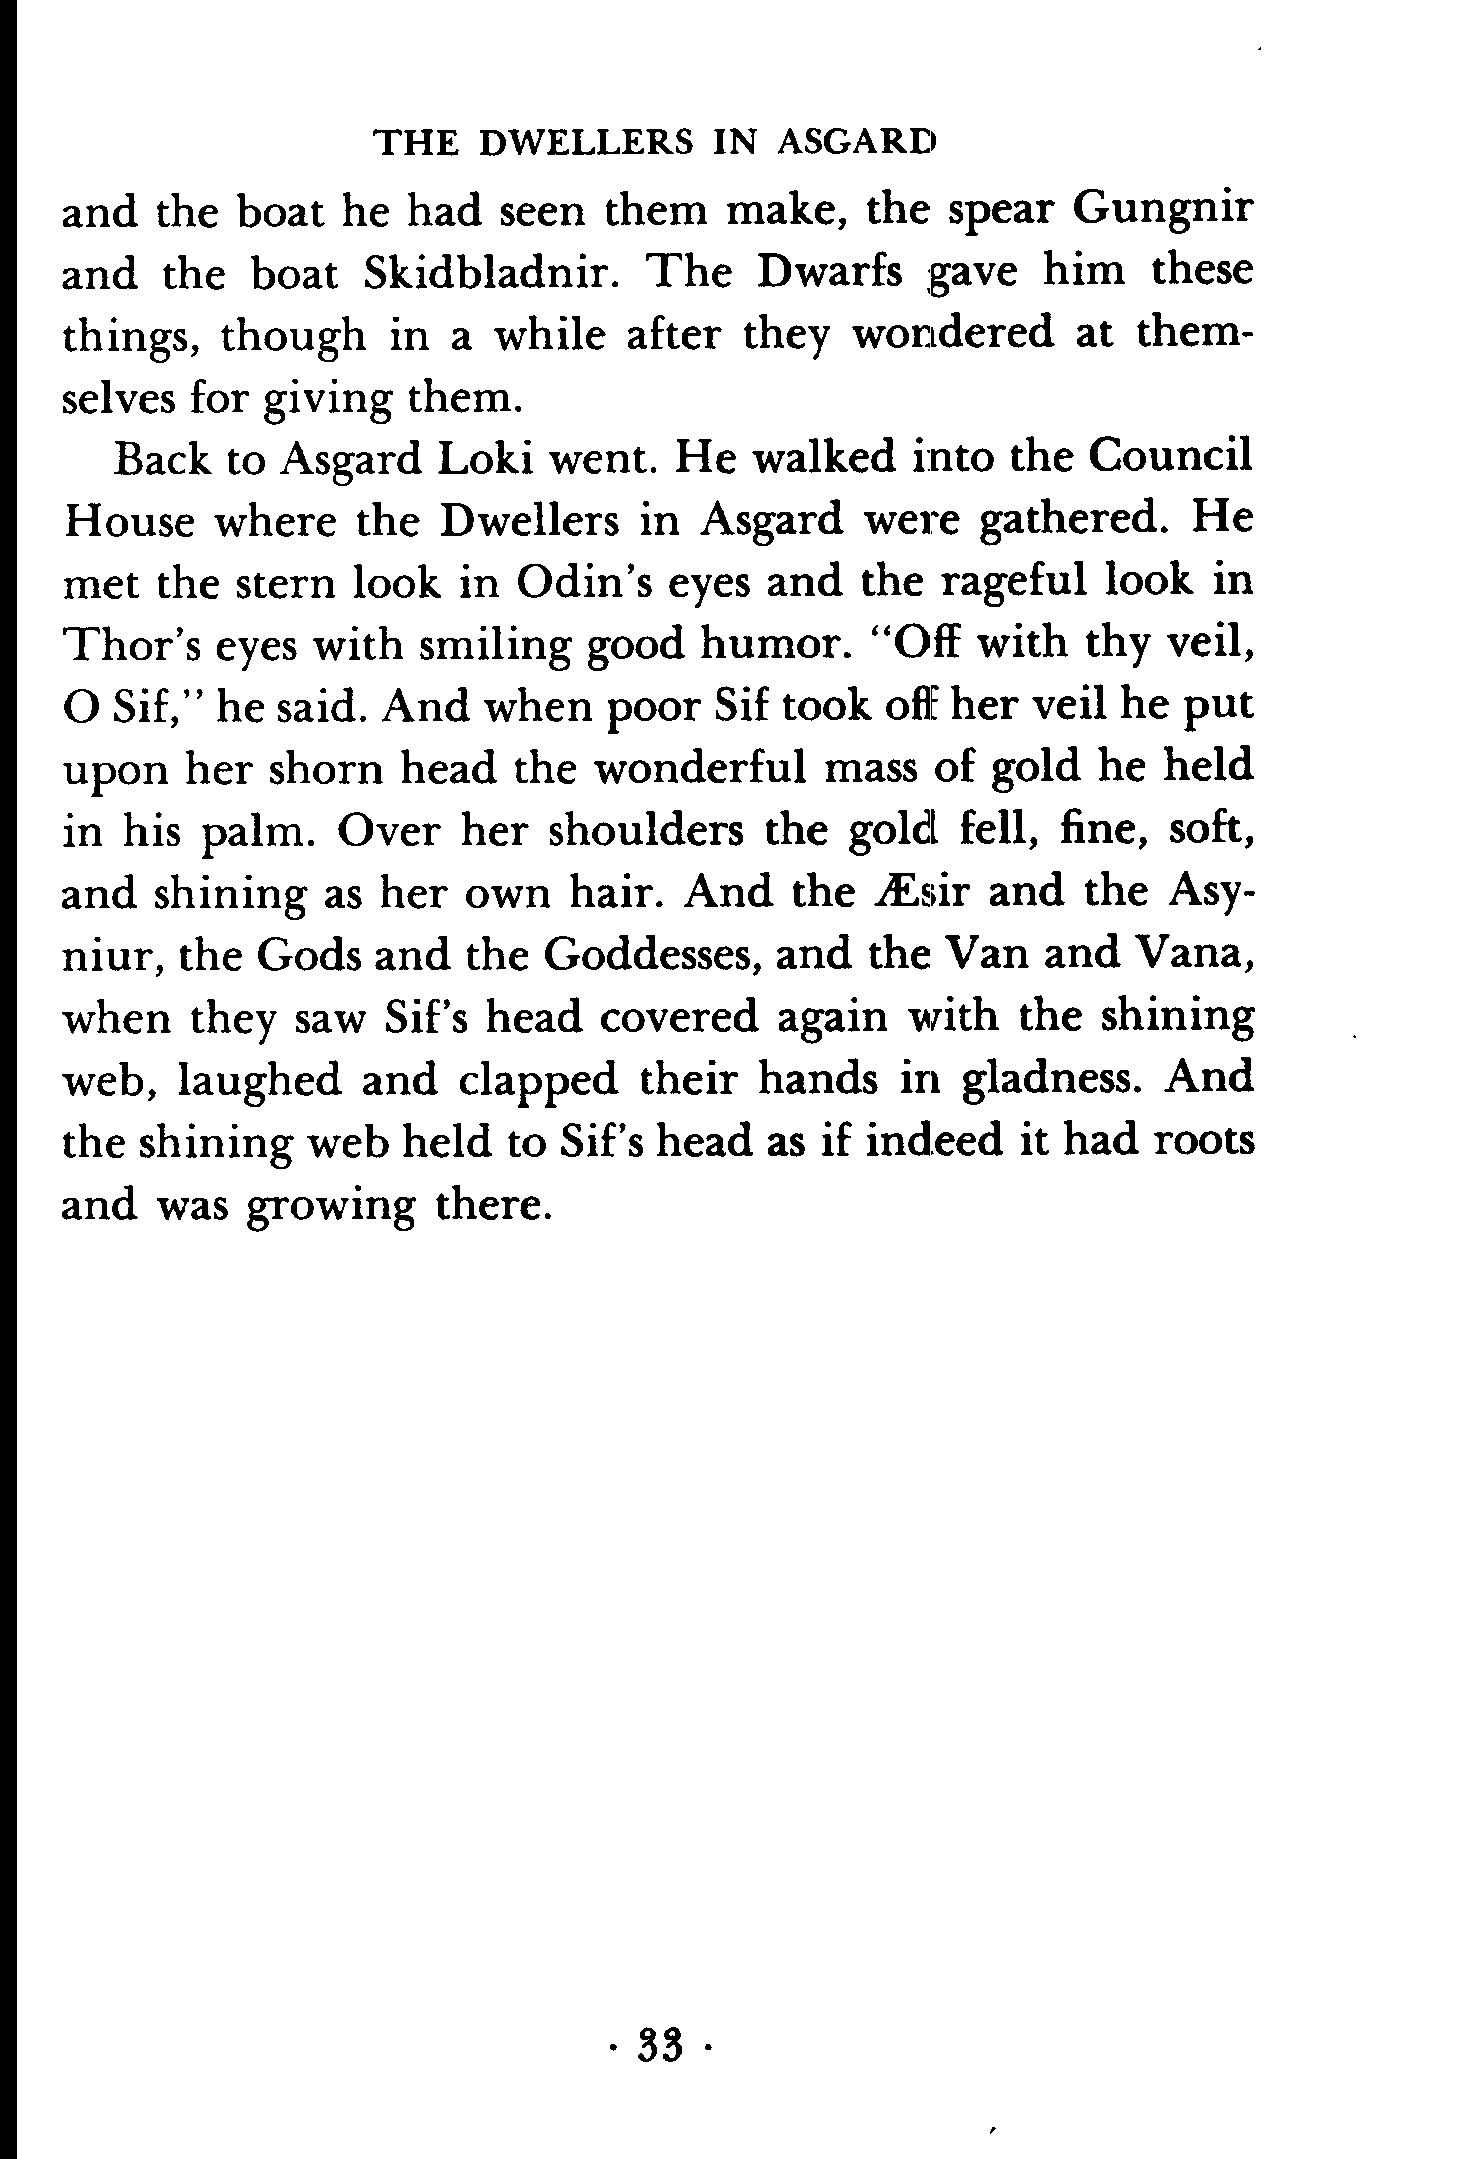 THE DWELLERS IN ASGARD
and the boat he had seen them make, the spear Gungnir
and the boat Skidbladnir. The Dwarfs gave him these
things, though in a while after they wondered at them-
selves for giving them.
Back to Asgard Loki went. He walked into the Council
House where the Dwellers in Asgard were gathered. He
met the stern look in Odin's eyes and the rageful look in
Thor's eyes with smiling good humor. “Off with thy veil,
O Sif,” he said. And when poor Sif took off her veil he put
upon her shorn head the wonderful mass of gold he held
in his palm. Over her shoulders the gold fell, fine, soft,
and shining as her own hair. And the Æsir and the Asy-
niur, the Gods and the Goddesses, and the Van and Vana,
when they saw Sif's head covered again with the shining
web, laughed and clapped their hands in gladness. And
the shining web held to Sif's head as if indeed it had roots
and was growing there.
· 33 ·